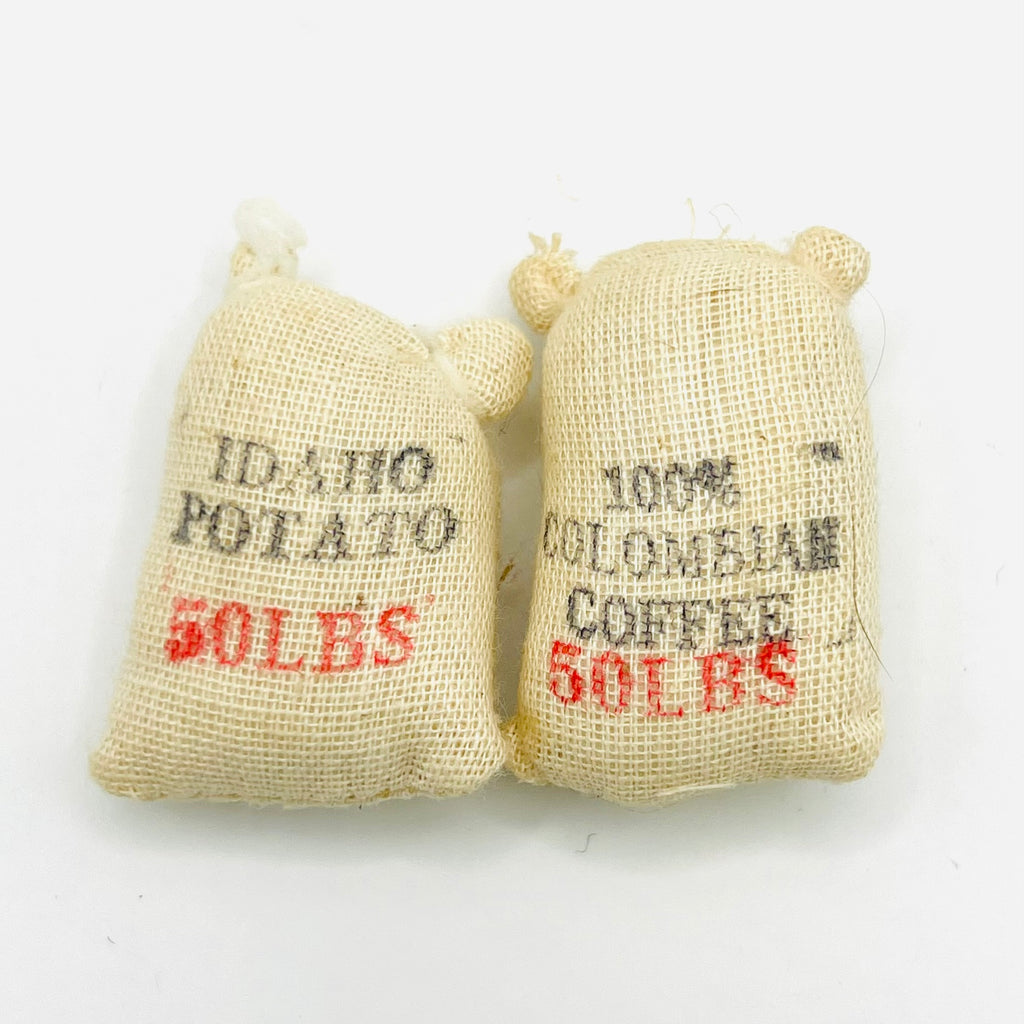 IDAHO
POTATO
50LBS
100%
COLOMBIAN
COFFEE
50LBS